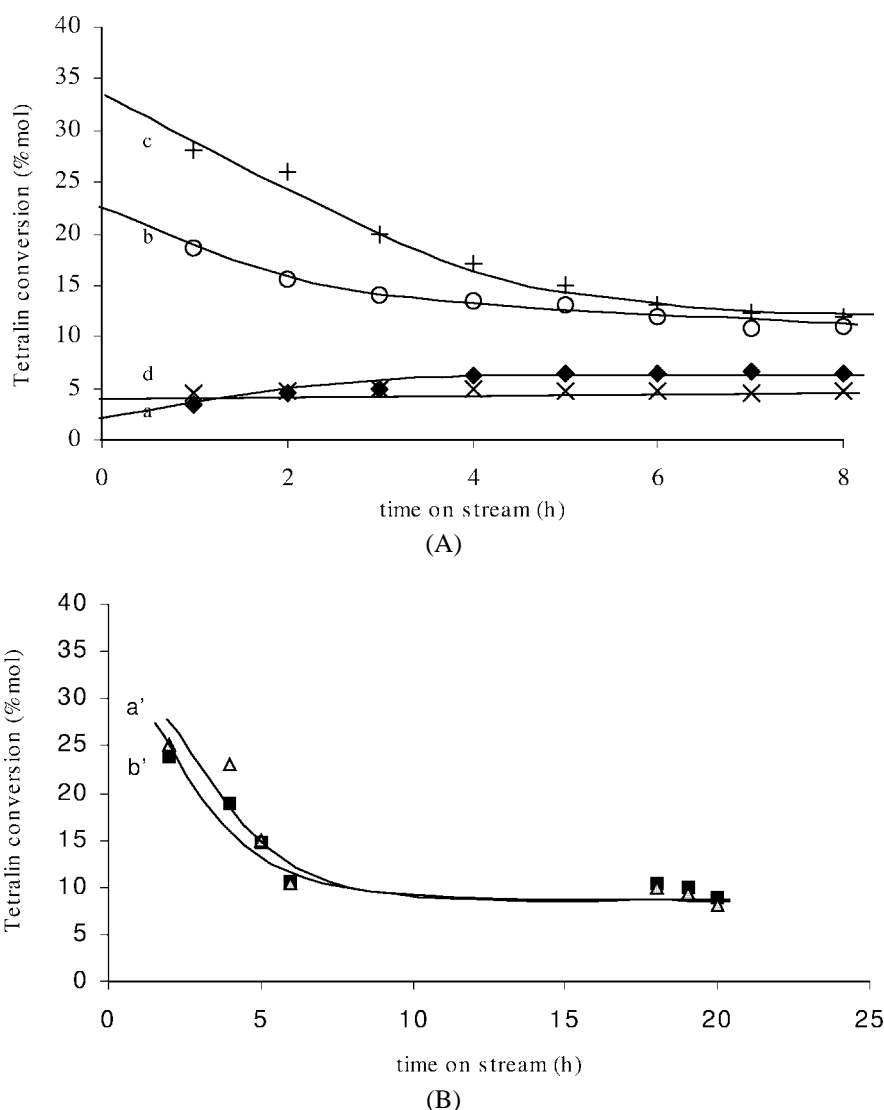 40
35
30
25
20
15
10
5
0
Tetralin conversion (%mol)
c
b
d
a
0 2 4 6 8
time on stream (h)
(A)
40
35
30
25
20
15
10
5
0
Tetralin conversion (%mol)
a'
b'
0 5 10 15 20 25
time on stream (h)
(B)